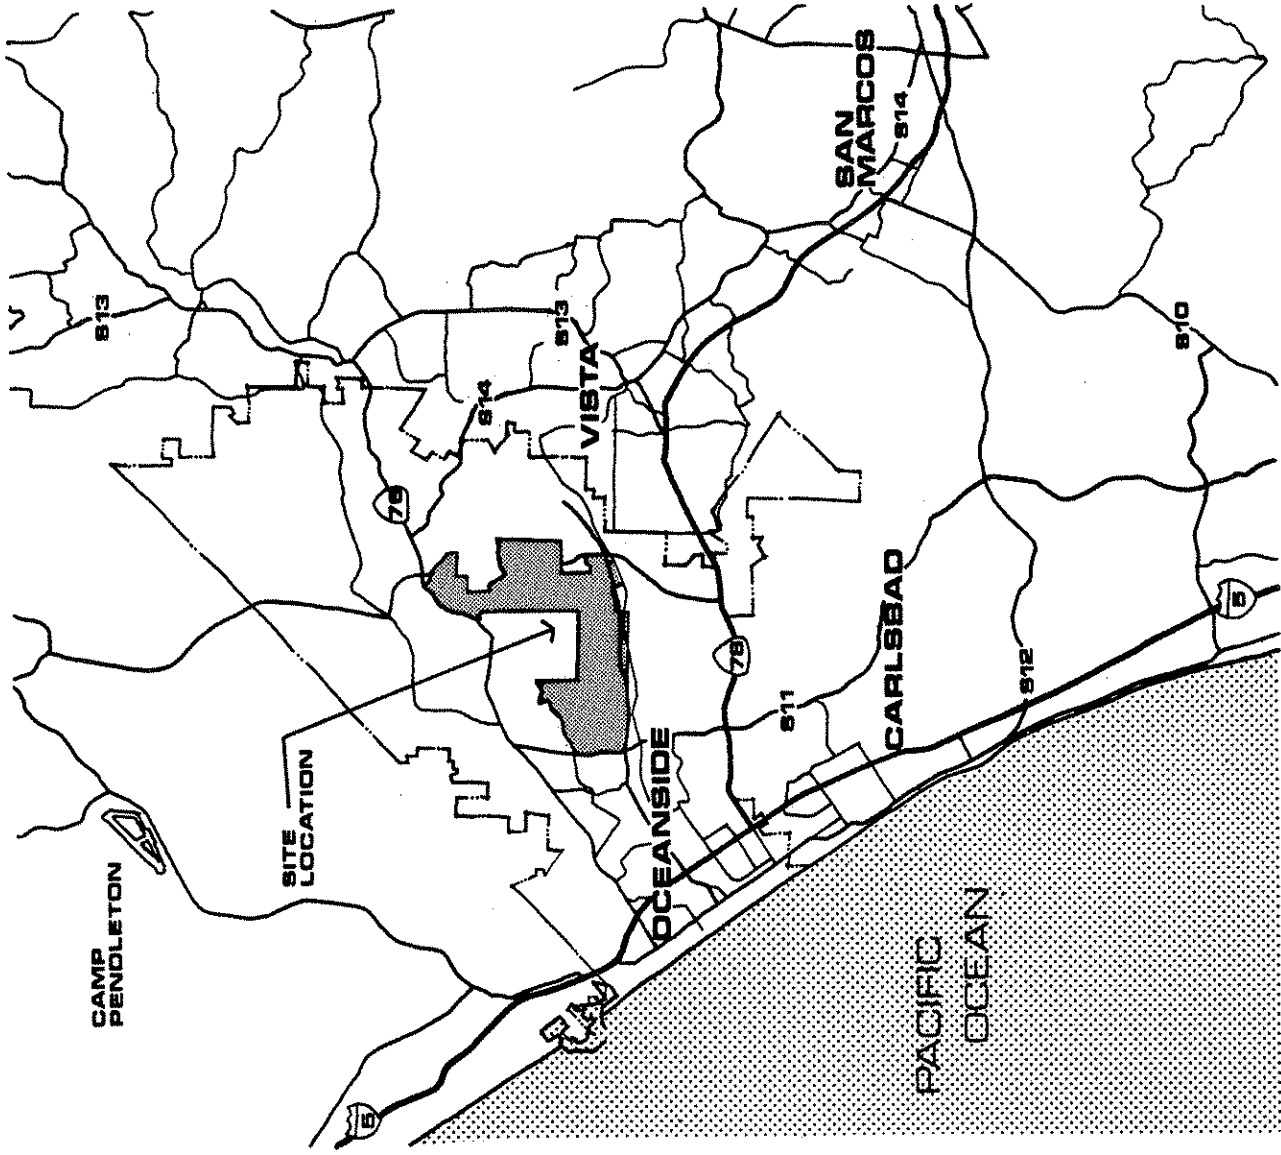 CAMP
PENDLETON
S13
SITE
LOCATION
5
76
S14
S13
VISTA
OCEANSIDE
78
S11
SAN
MARCOS
CARLSBAD
S14
PACIFIC
OCEAN
S12
S10
5